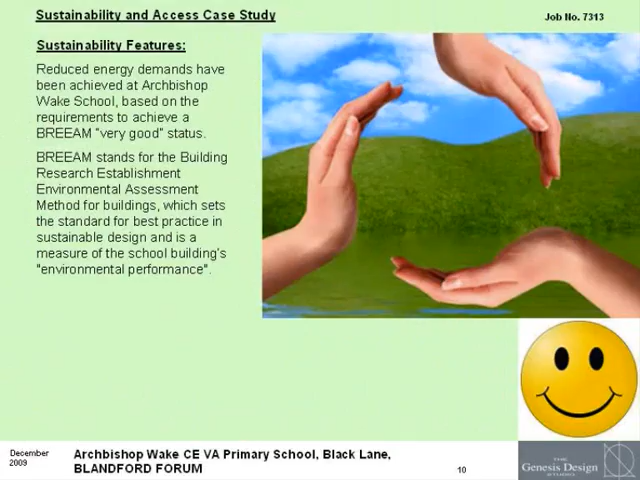 Sustainability and Access Case Study
Job No. 7313
Sustainability Features:
Reduced energy demands have
been achieved at Archbishop
Wake School, based on the
requirements to achieve a
BREEAM "very good" status.
BREEAM stands for the Building
Research Establishment
Environmental Assessment
Method for buildings, which sets
the standard for best practice in
sustainable design and is a
measure of the school building's
"environmental performance".
December
2009
Archbishop Wake CE VA Primary School, Black Lane,
BLANDFORD FORUM
10
THE
Genesis Design
STUDIO